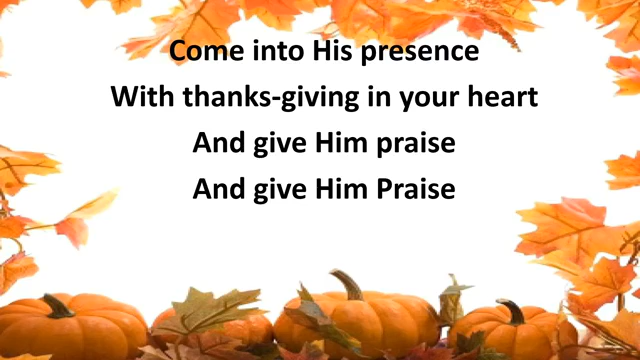 Come into His presence
With thanks-giving in your heart
And give Him praise
And give Him Praise